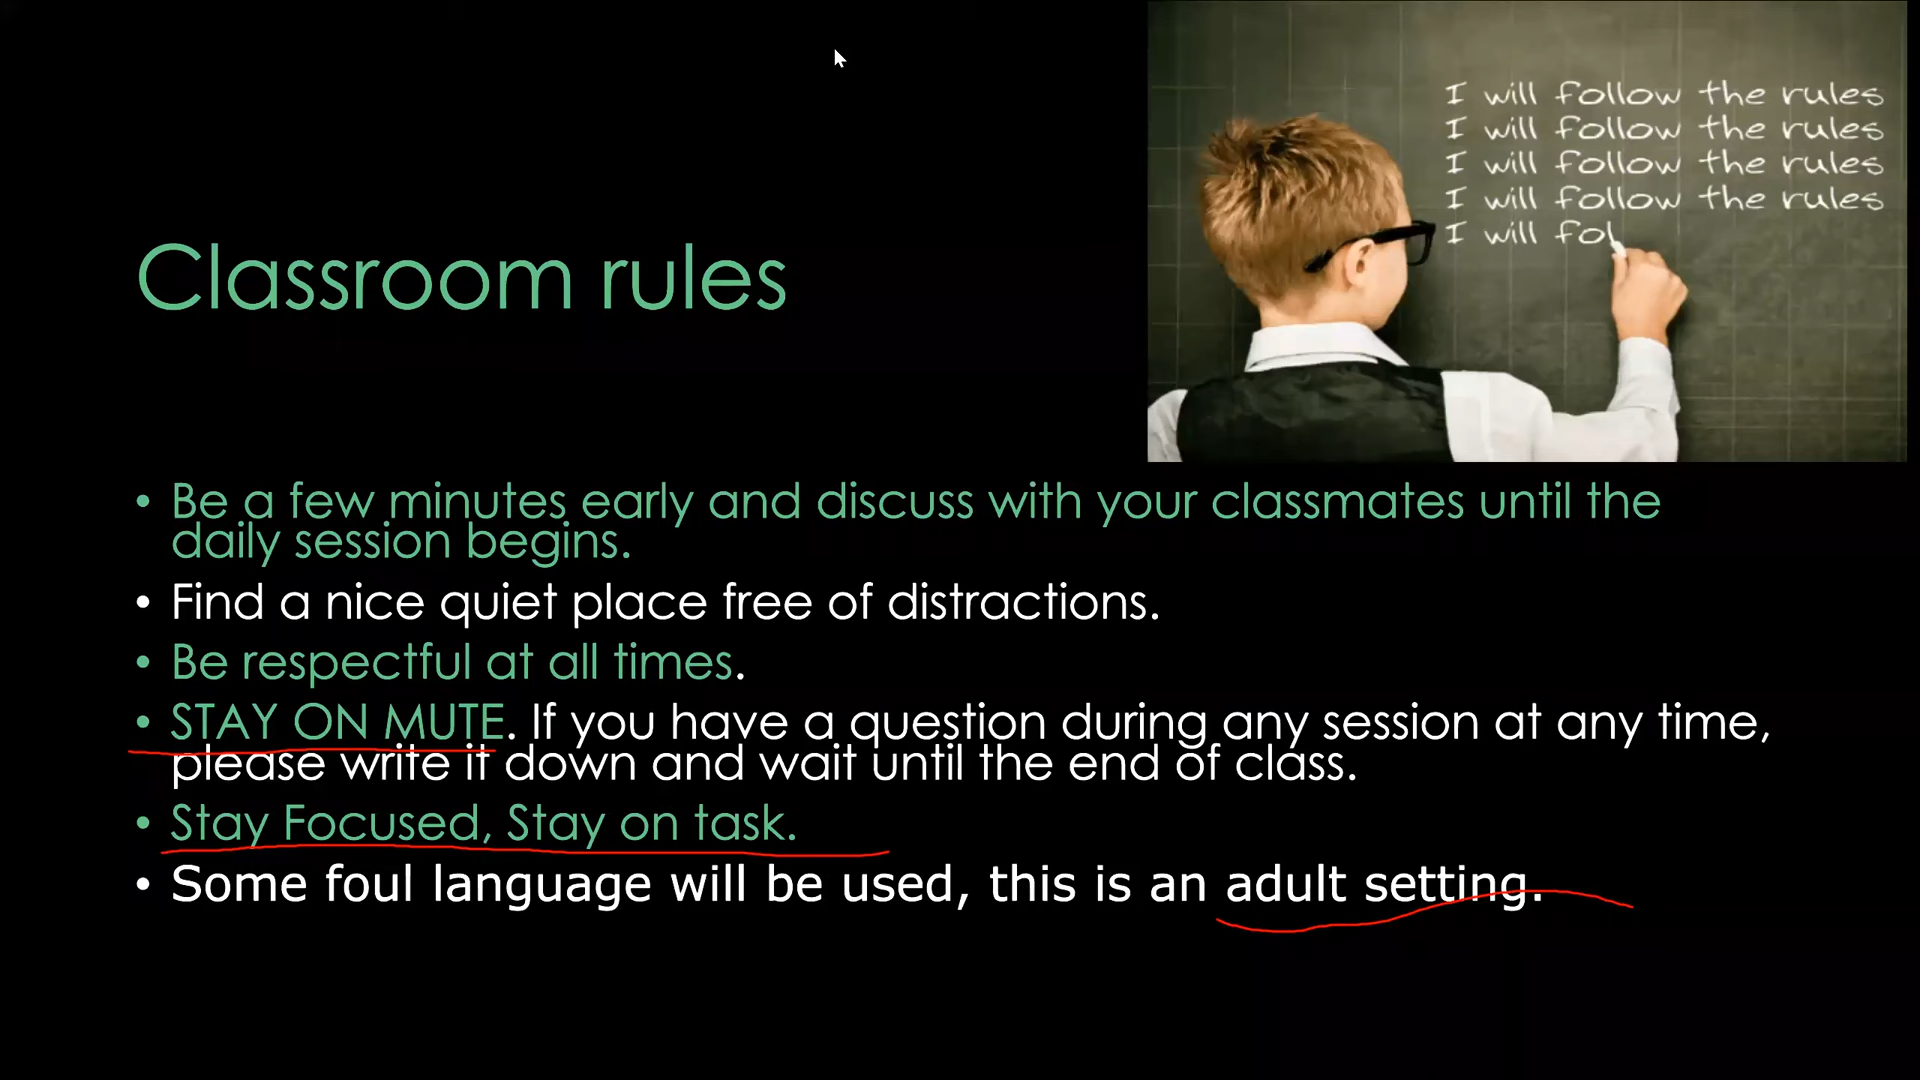 I will follow the rules
I will follow the rules
I will follow the rules
I will follow the rules
I will fol
Classroom rules
• Be a few minutes early and discuss with your classmates until the
daily session begins.
• Find a nice quiet place free of distractions.
• Be respectful at all times.
• STAY ON MUTE. If you have a question during any session at any time,
please write it down and wait until the end of class.
• Stay Focused, Stay on task.
• Some foul language will be used, this is an adult setting.